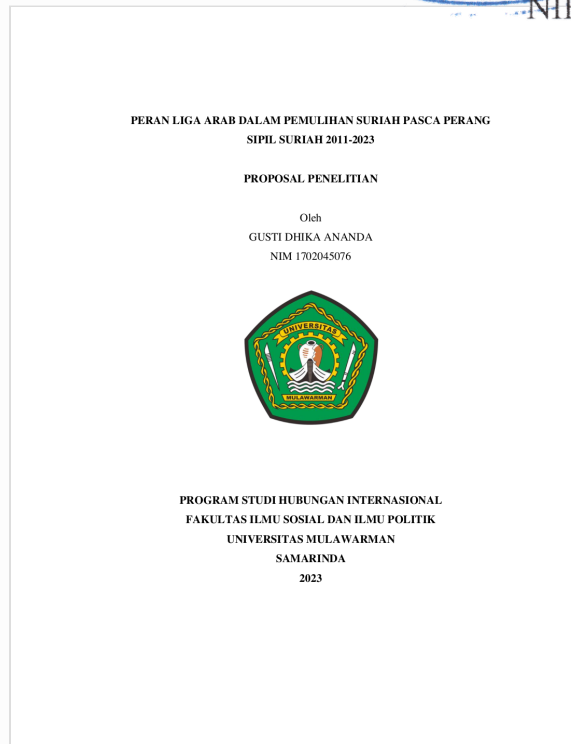 NIP
PERAN LIGA ARAB DALAM PEMULIHAN SURIAH PASCA PERANG
SIPIL SURIAH 2011-2023
PROPOSAL PENELITIAN
Oleh
GUSTI DHIKA ANANDA
NIM 1702045076
UNIVERSITAS
MULAWARMAN
PROGRAM STUDI HUBUNGAN INTERNASIONAL
FAKULTAS ILMU SOSIAL DAN ILMU POLITIK
UNIVERSITAS MULAWARMAN
SAMARINDA
2023